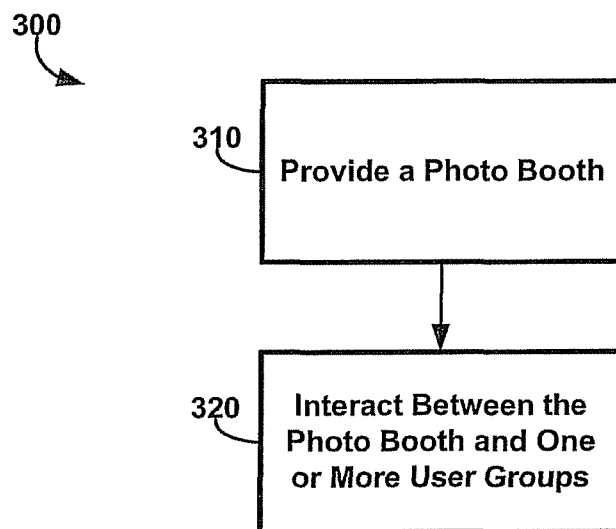 300
310
Provide a Photo Booth
320
Interact Between the
Photo Booth and One
or More User Groups